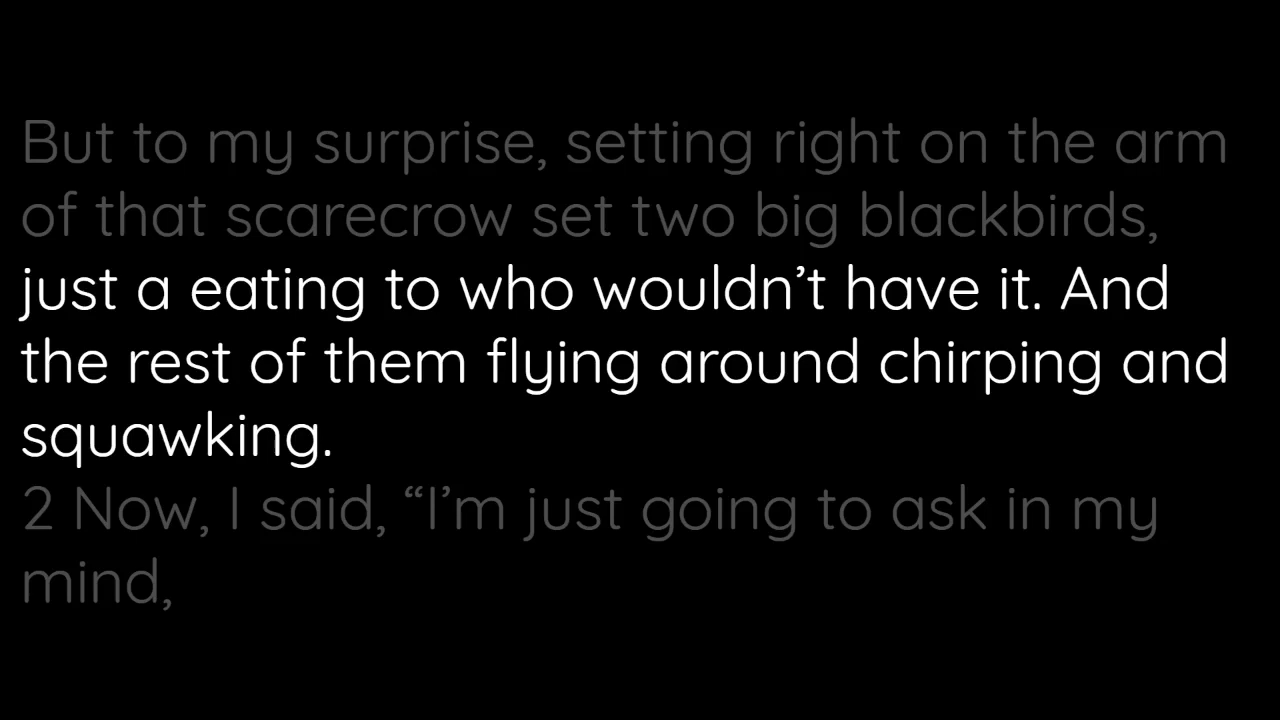 But to my surprise, setting right on the arm
of that scarecrow set two big blackbirds,
just a eating to who wouldn’t have it. And
the rest of them flying around chirping and
squawking.
2 Now, I said, “I’m just going to ask in my
mind,